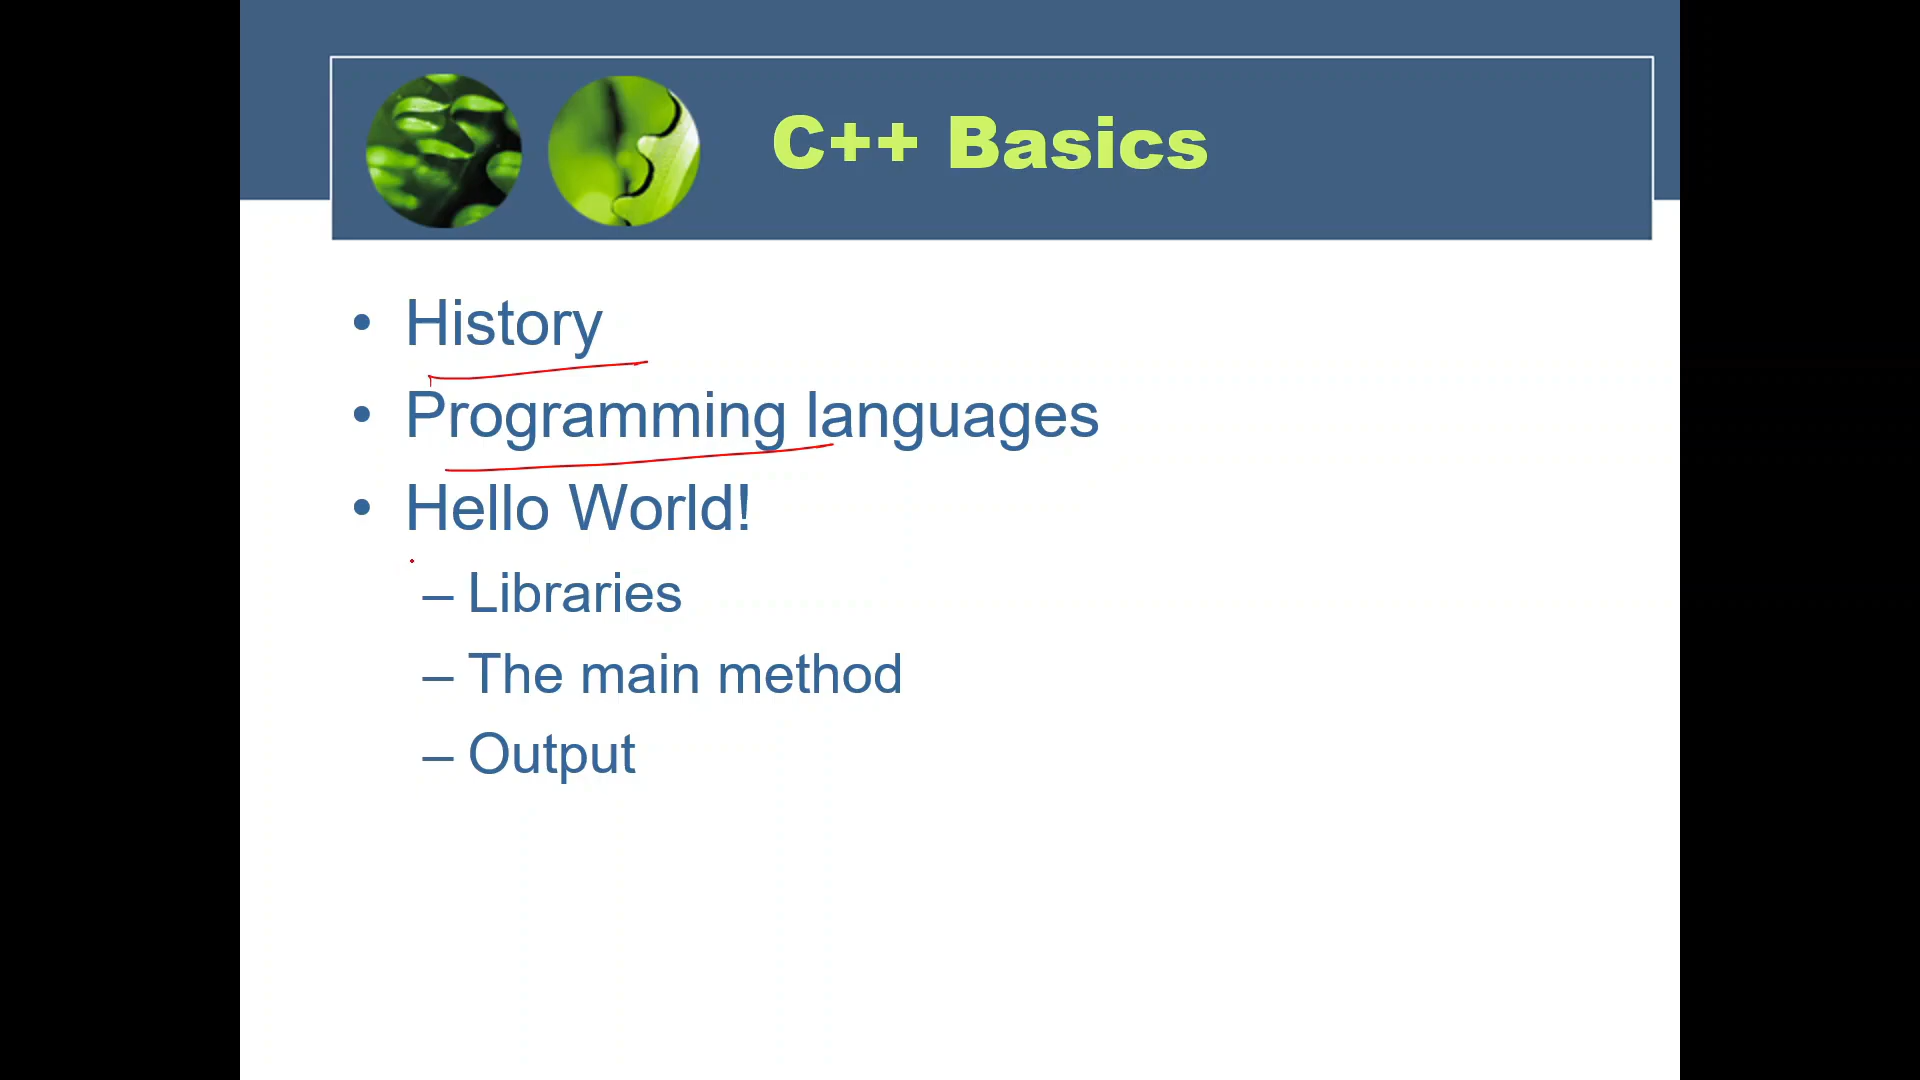 C++ Basics
• History
• Programming languages
• Hello World!
– Libraries
– The main method
– Output